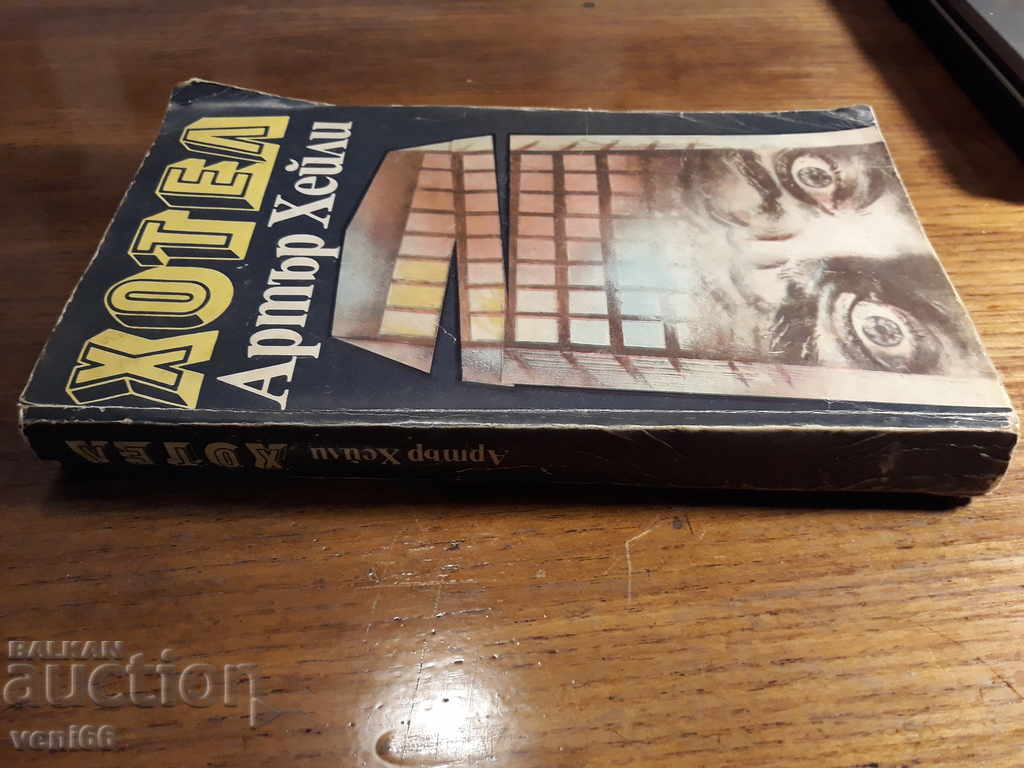 ХОТЕЛ
Артър Хейли
Артър Хейли ХОТЕЛ
BALKAN
auction
veni66